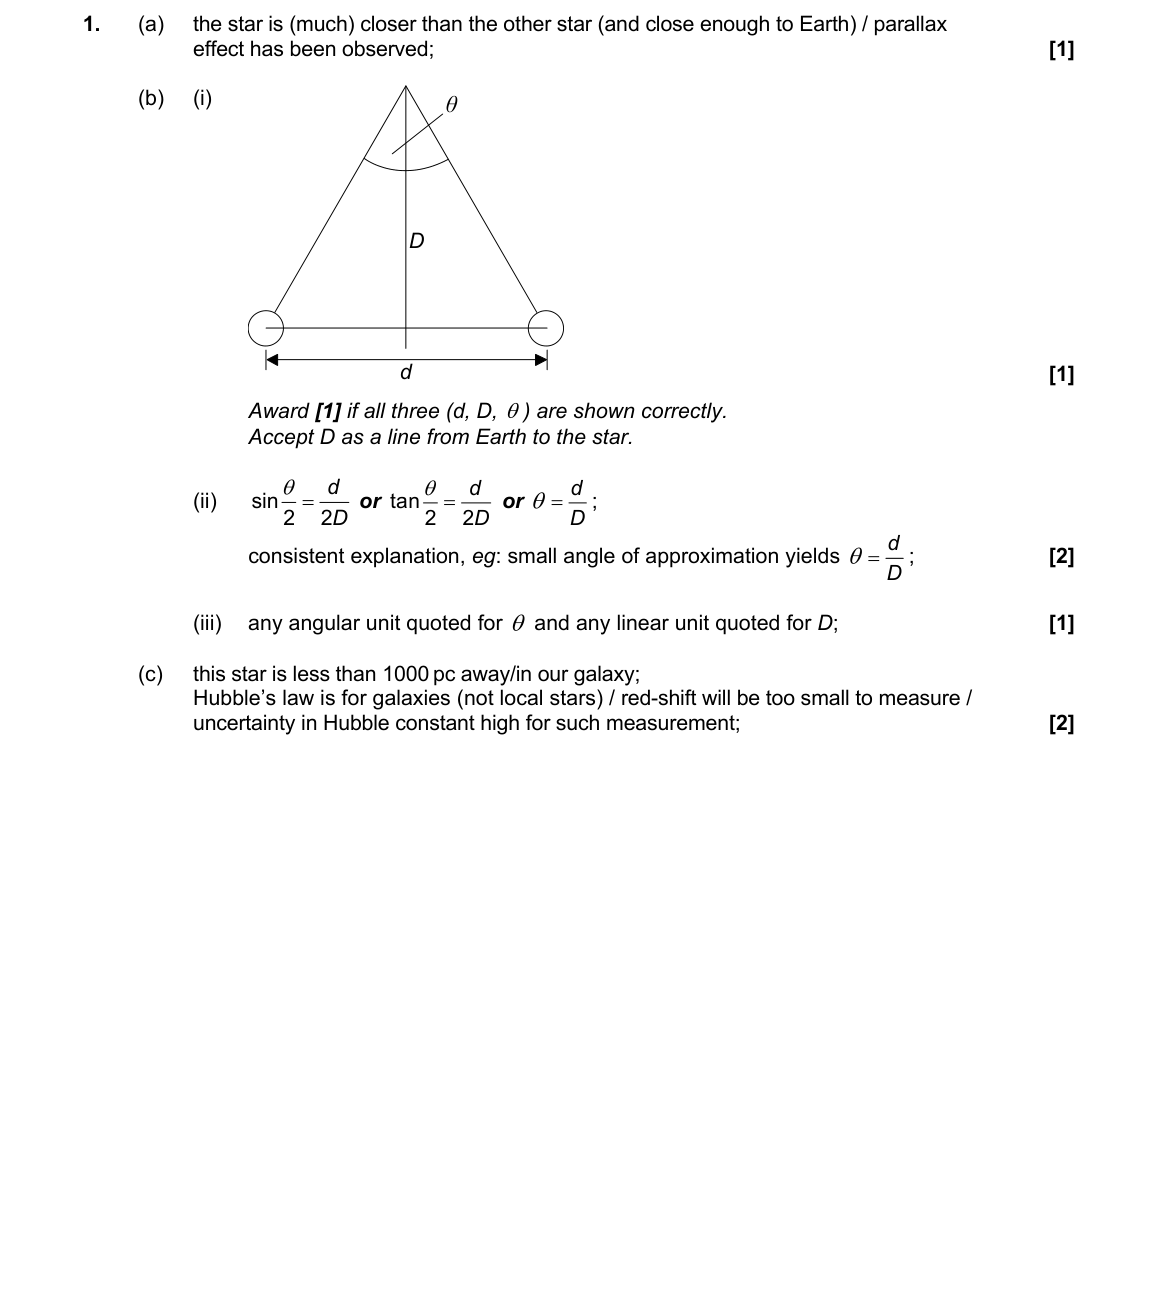 1. (a) the star is (much) closer than the other star (and close enough to Earth) / parallax
effect has been observed; [1]
(b) (i) θ
D
d
[1]
Award [1] if all three (d, D, θ ) are shown correctly.
Accept D as a line from Earth to the star.
(ii) sin θ/2 = d/2D or tan θ/2 = d/2D or θ = d/D ;
consistent explanation, eg: small angle of approximation yields θ = d/D ; [2]
(iii) any angular unit quoted for θ and any linear unit quoted for D; [1]
(c) this star is less than 1000 pc away/in our galaxy;
Hubble’s law is for galaxies (not local stars) / red-shift will be too small to measure /
uncertainty in Hubble constant high for such measurement; [2]